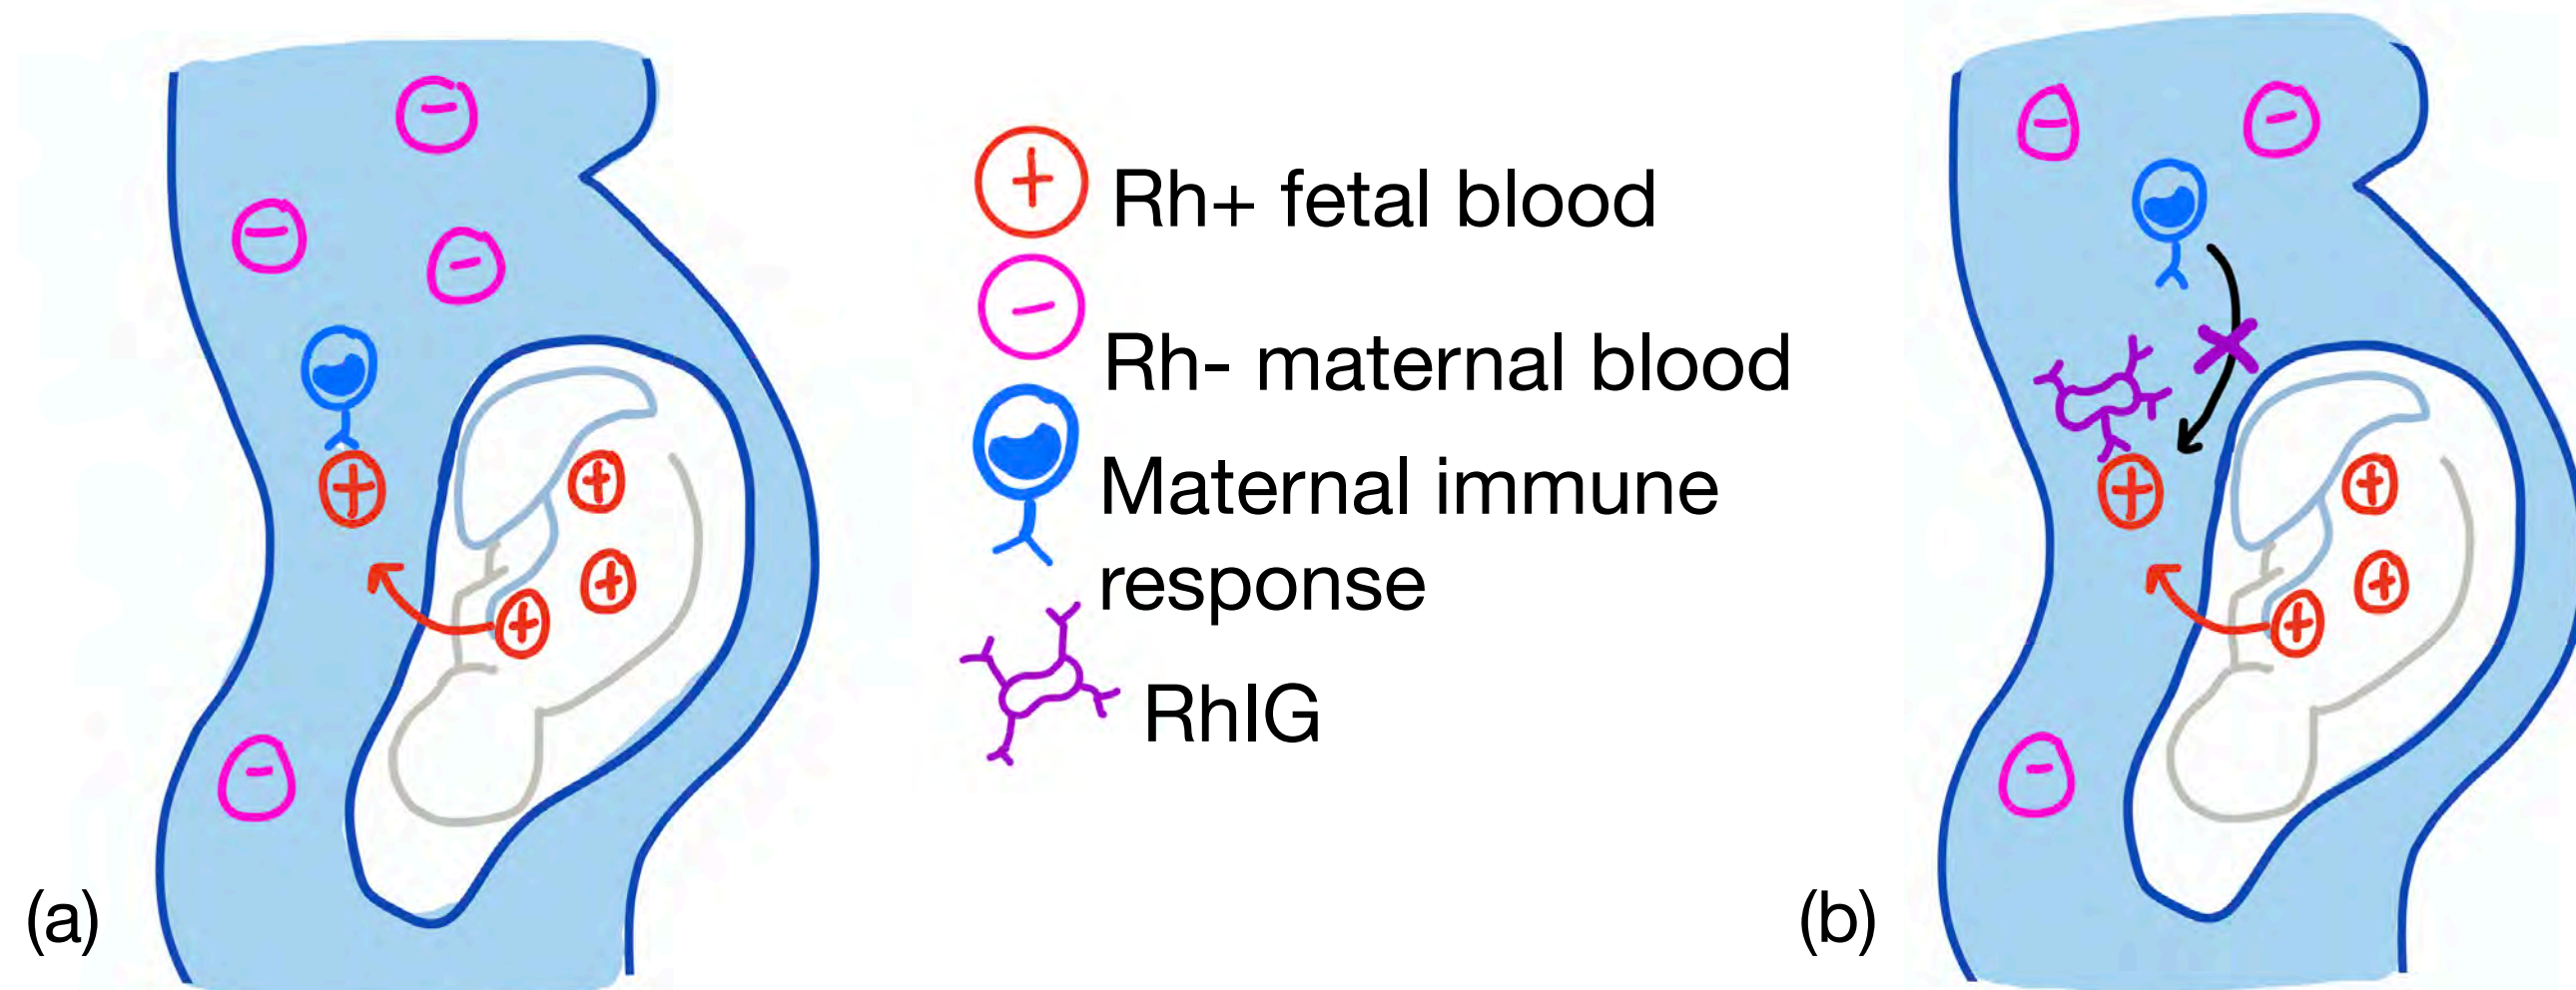 Rh+ fetal blood
Rh- maternal blood
Maternal immune
response
RhIG
(a)
(b)